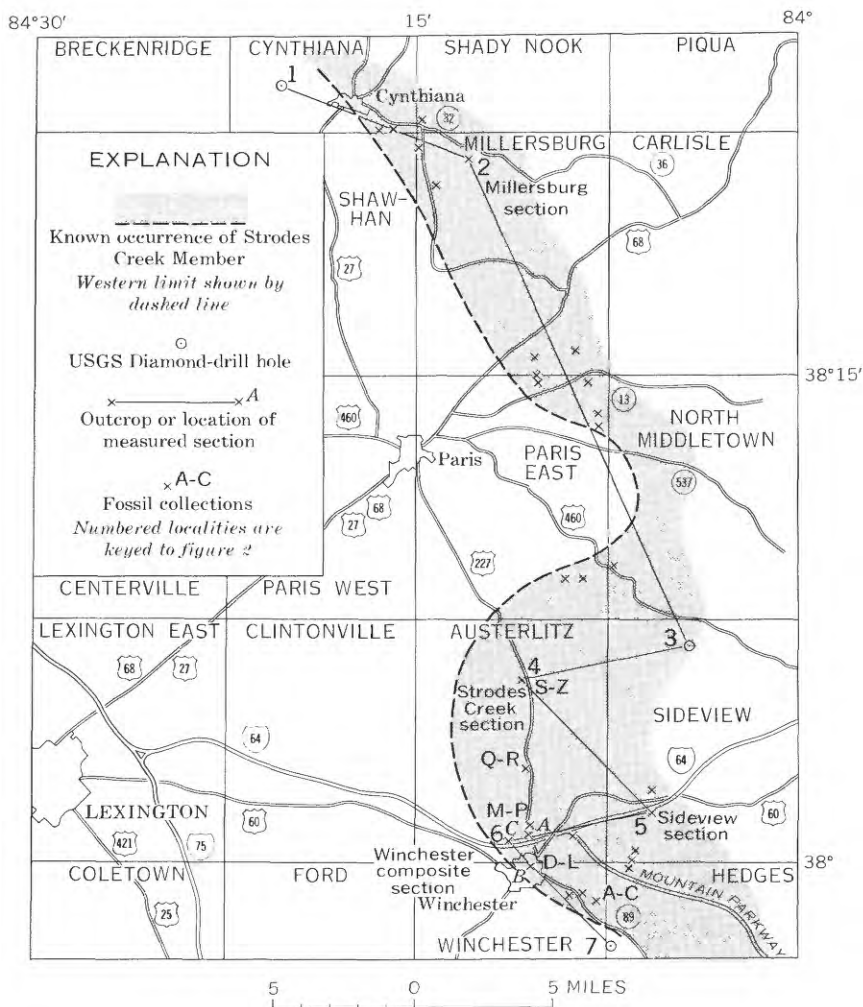 84°30'
15'
84°
BRECKENRIDGE
CYNTHIANA
SHADY NOOK
PIQUA
1
Cynthiana
32
MILLERSBURG
CARLISLE
2
36
Millersburg
section
SHAW-
HAN
68
27
EXPLANATION
Known occurrence of Strodes
Creek Member
Western limit shown by
dashed line
USGS Diamond-drill hole
A
Outcrop or location of
measured section
A-C
Fossil collections
Numbered localities are
keyed to figure 2
38°15'
13
NORTH
MIDDLETOWN
460
Paris
PARIS
EAST
537
68
27
460
227
CENTERVILLE
PARIS WEST
LEXINGTON EAST
CLINTONVILLE
AUSTERLITZ
3
68
27
4
S-Z
Strodes
Creek
section
SIDEVIEW
64
Q-R
64
M-P
60
LEXINGTON
60
6
C
A
5
Sideview
section
421
75
D-L
38°
Winchester
composite
section
COLETOWN
FORD
B
HEDGES
MOUNTAIN PARKWAY
Winchester
A-C
25
89
WINCHESTER
7
5
0
5 MILES